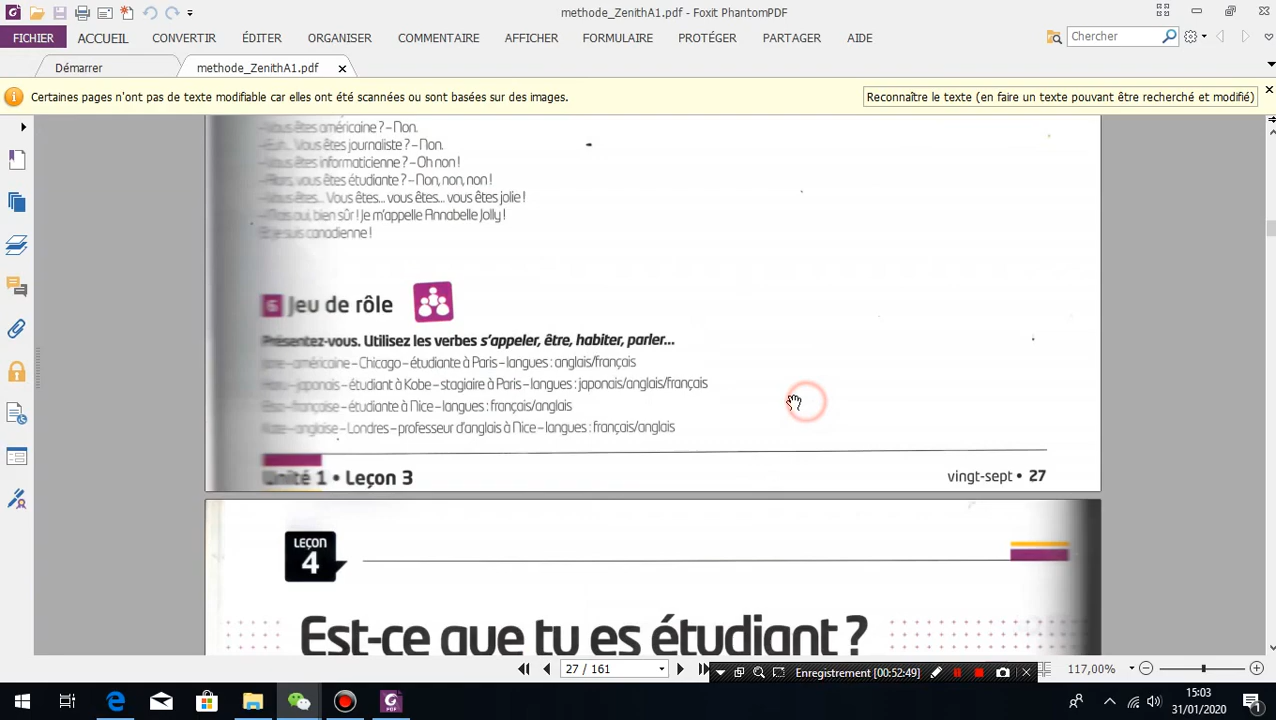 methode_ZenithA1.pdf - Foxit PhantomPDF
FICHIER ACCUEIL CONVERTIR ÉDITER ORGANISER COMMENTAIRE AFFICHER FORMULAIRE PROTÉGER PARTAGER AIDE Chercher
Démarrer methode_ZenithA1.pdf
Certaines pages n'ont pas de texte modifiable car elles ont été scannées ou sont basées sur des images. Reconnaître le texte (en faire un texte pouvant être recherché et modifié)
–Vous êtes américaine ? – Non.
–Euh... Vous êtes journaliste ? – Non.
–Vous êtes informaticienne ? – Oh non !
–Alors, vous êtes étudiante ? – Non, non, non !
–Vous êtes... Vous êtes... vous êtes... vous êtes jolie !
–Mais oui, bien sûr ! Je m'appelle Annabelle Jolly !
Et je suis canadienne !
6 Jeu de rôle
Présentez-vous. Utilisez les verbes s'appeler, être, habiter, parler...
–américaine – Chicago – étudiante à Paris – langues : anglais/français
–japonais – étudiant à Kobe – stagiaire à Paris – langues : japonais/anglais/français
–française – étudiante à Nice – langues : français/anglais
–anglaise – Londres – professeur d'anglais à Nice – langues : français/anglais
Unité 1 • Leçon 3 vingt-sept • 27
LEÇON
4
Est-ce que tu es étudiant ?
27 / 161 Enregistrement (00:52:49) 117,00%
15:03
31/01/2020